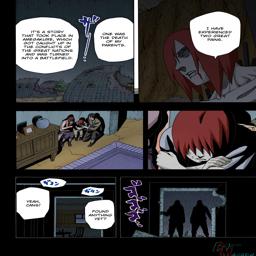 IT'S A STORY
THAT TOOK PLACE IN
AMEGAKURE, WHICH
GOT CAUGHT UP IN
THE CONFLICTS OF
THE GREAT NATIONS
AND WAS TURNED
INTO A BATTLEFIELD.
ONE WAS
THE DEATH
OF MY
PARENTS.
I HAVE
EXPERIENCED
TWO GREAT
PAINS.
YEAH,
CANS!
FOUND
ANYTHING
YET?